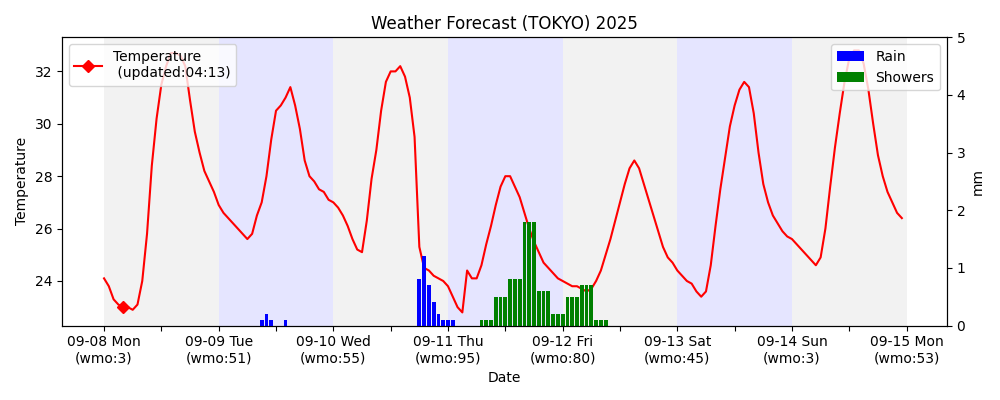 Weather Forecast (TOKYO) 2025
Temperature
(updated:04:13)
Rain
Showers
Temperature
32
30
28
26
24
5
4
3
2
1
0
mm
09-08 Mon
(wmo:3)
09-09 Tue
(wmo:51)
09-10 Wed
(wmo:55)
09-11 Thu
(wmo:95)
09-12 Fri
(wmo:80)
09-13 Sat
(wmo:45)
09-14 Sun
(wmo:3)
09-15 Mon
(wmo:53)
Date